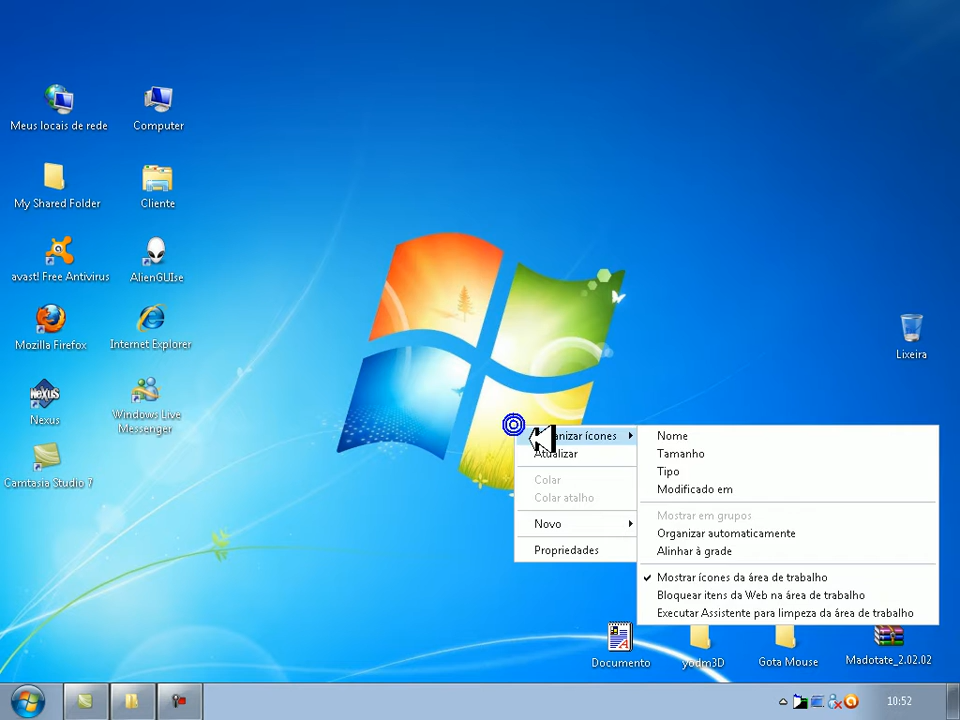 Meus locais de rede
Computer
My Shared Folder
Cliente
avast! Free Antivirus
AlienGUIse
Mozilla Firefox
Internet Explorer
Lixeira
NEXUS
Nexus
Windows Live
Messenger
Camtasia Studio 7
anizar ícones
Atualizar
Colar
Colar atalho
Novo
Propriedades
Nome
Tamanho
Tipo
Modificado em
Mostrar em grupos
Organizar automaticamente
Alinhar à grade
Mostrar ícones da área de trabalho
Bloquear itens da Web na área de trabalho
Executar Assistente para limpeza da área de trabalho
Documento
yodm3D
Gota Mouse
Madotate_2.02.02
10:52